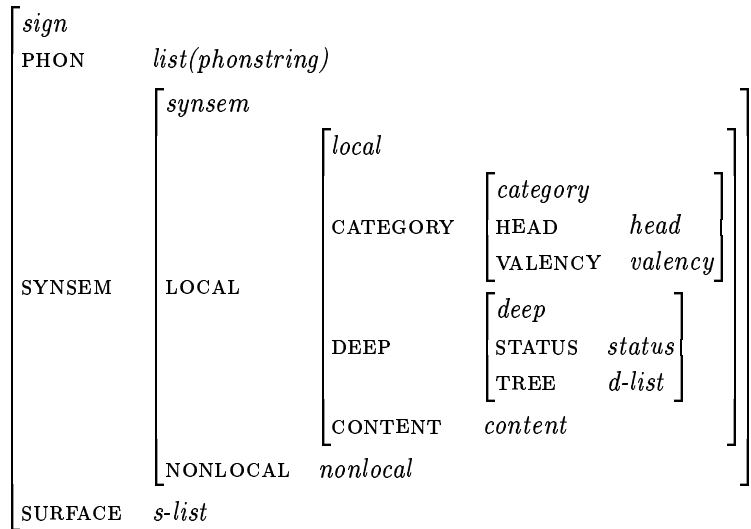 sign
PHON list(phonstring)
synsem
local
category
CATEGORY HEAD head
VALENCY valency
SYNSEM LOCAL
deep
DEEP STATUS status
TREE d-list
CONTENT content
NONLOCAL nonlocal
SURFACE s-list